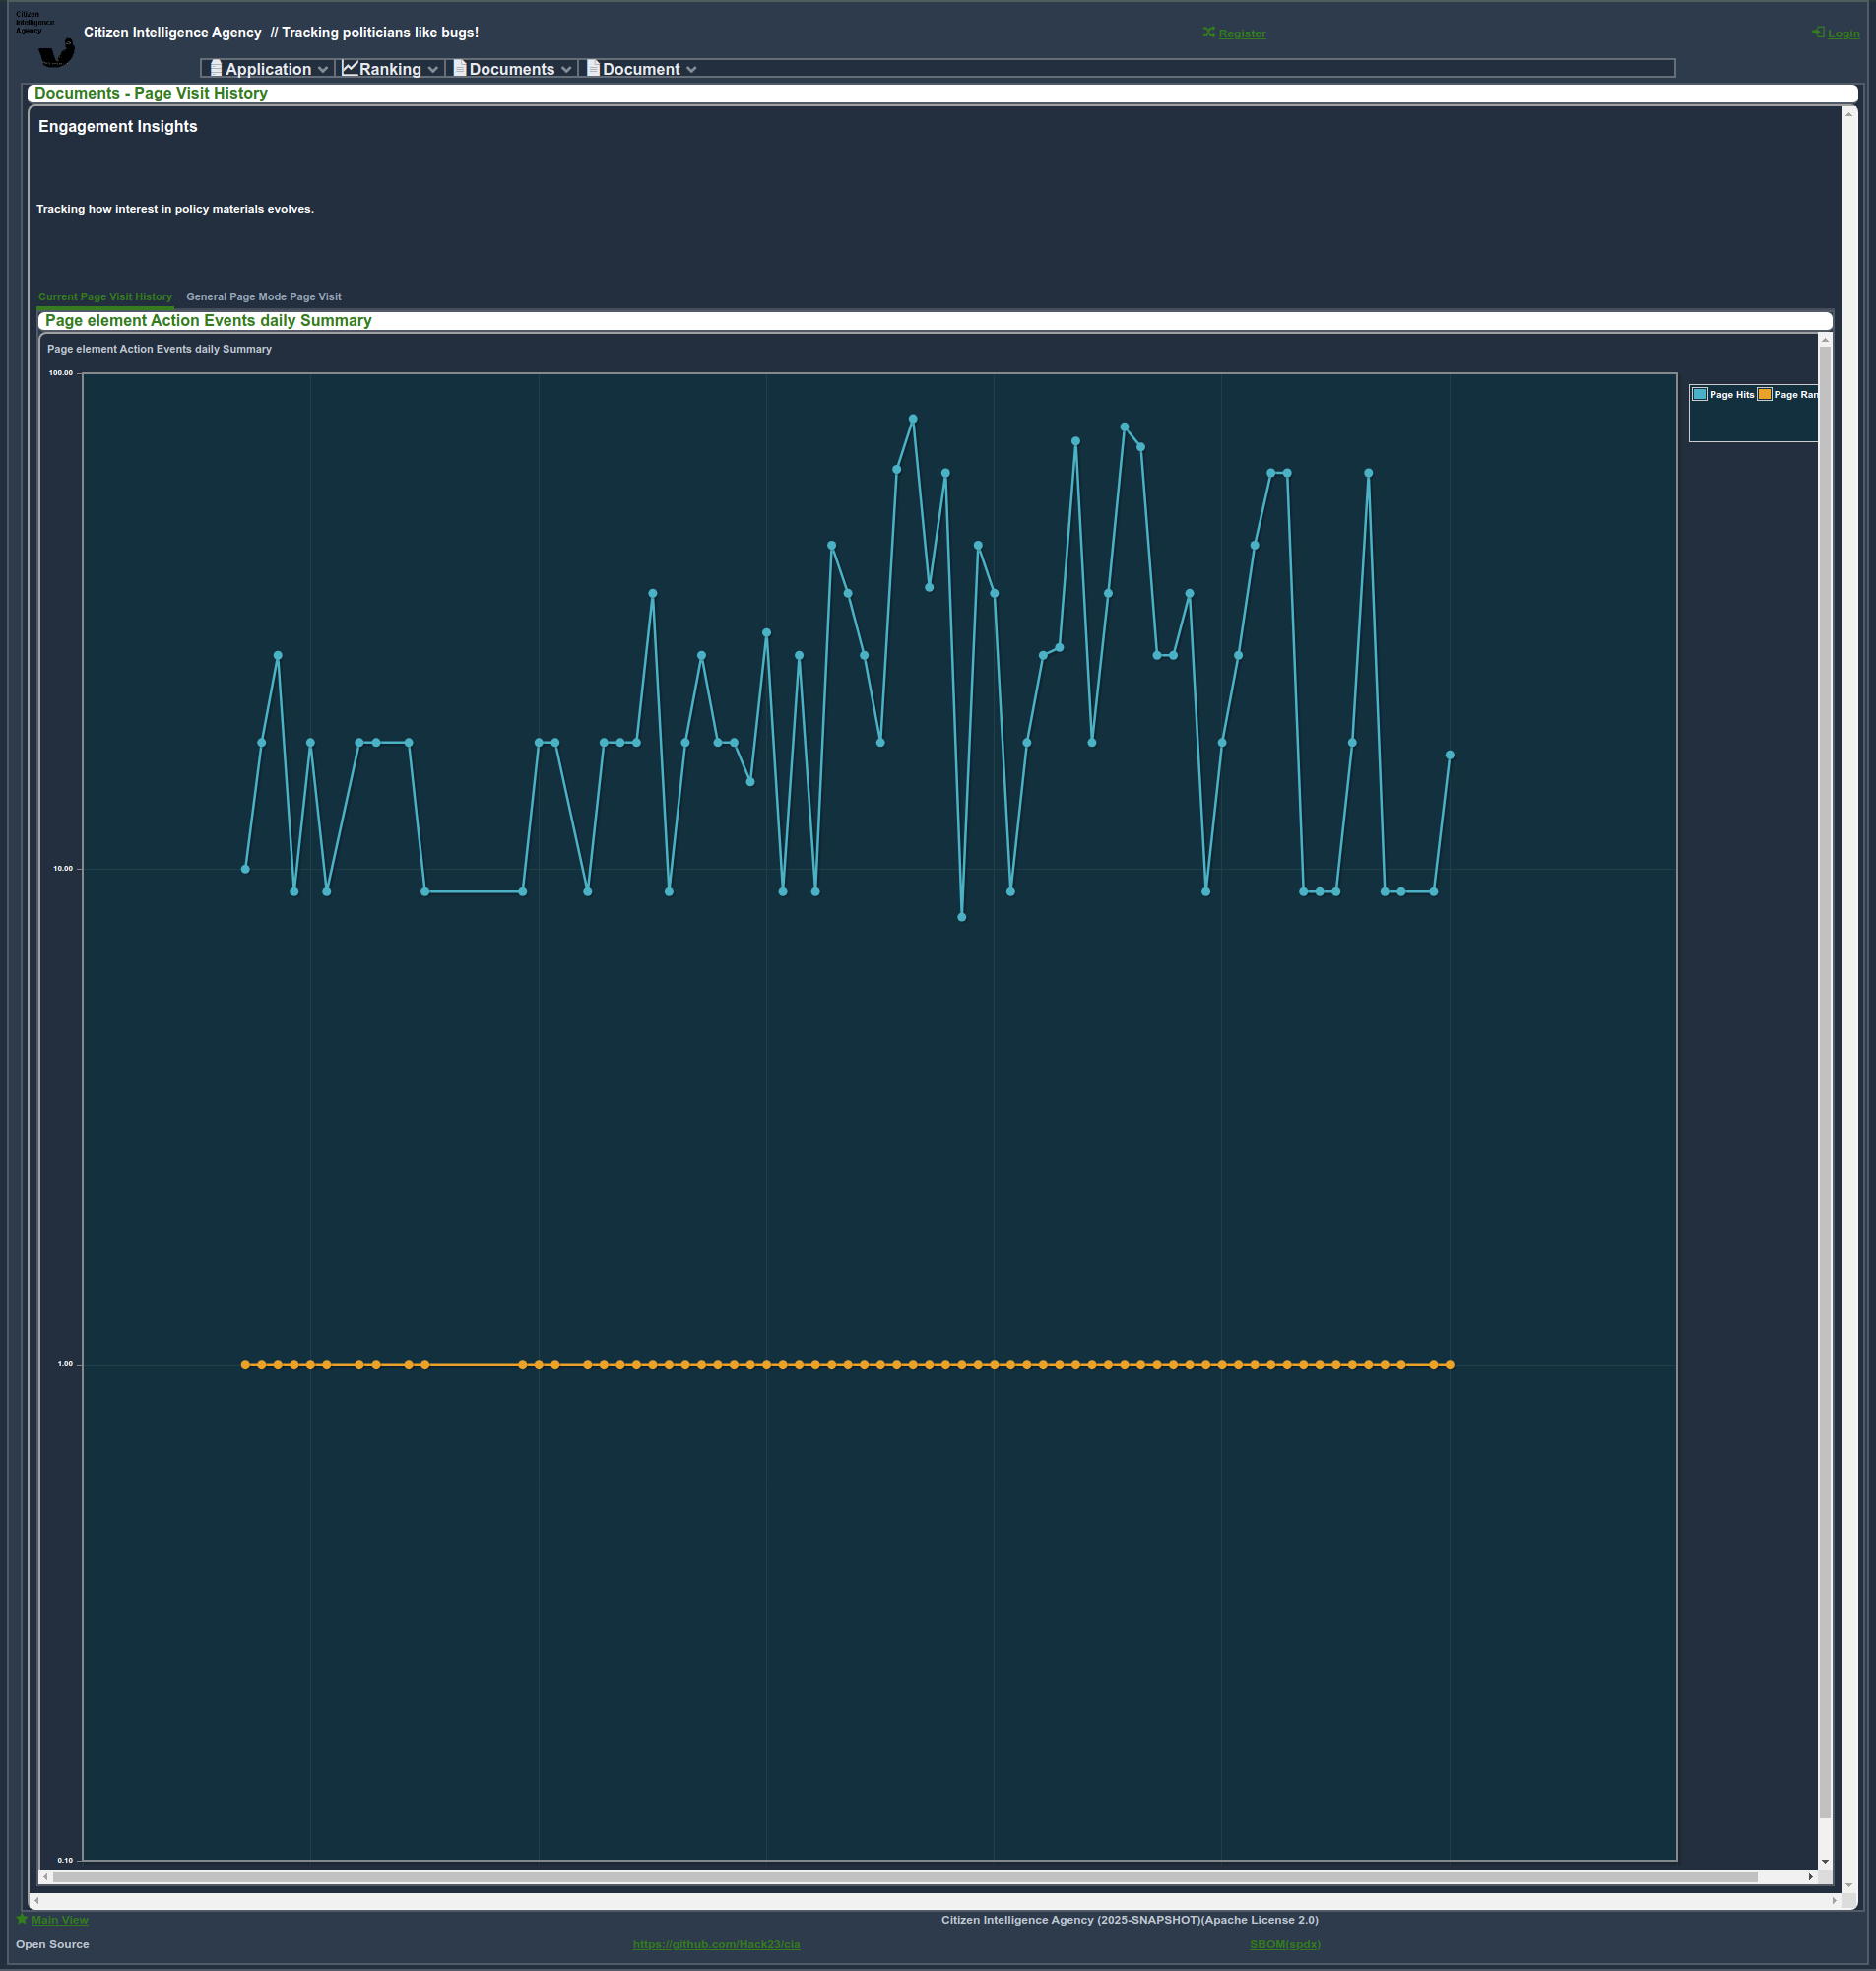 Citizen
Intelligence
Agency
Citizen Intelligence Agency // Tracking politicians like bugs!
Register
Login
Application
Ranking
Documents
Document
Documents - Page Visit History
Engagement Insights
Tracking how interest in policy materials evolves.
Current Page Visit History
General Page Mode Page Visit
Page element Action Events daily Summary
Page element Action Events daily Summary
100.00
Page Hits
Page Ran
10.00
1.00
0.10
Main View
Citizen Intelligence Agency (2025-SNAPSHOT)(Apache License 2.0)
Open Source
https://github.com/Hack23/cia
SBOM(spdx)